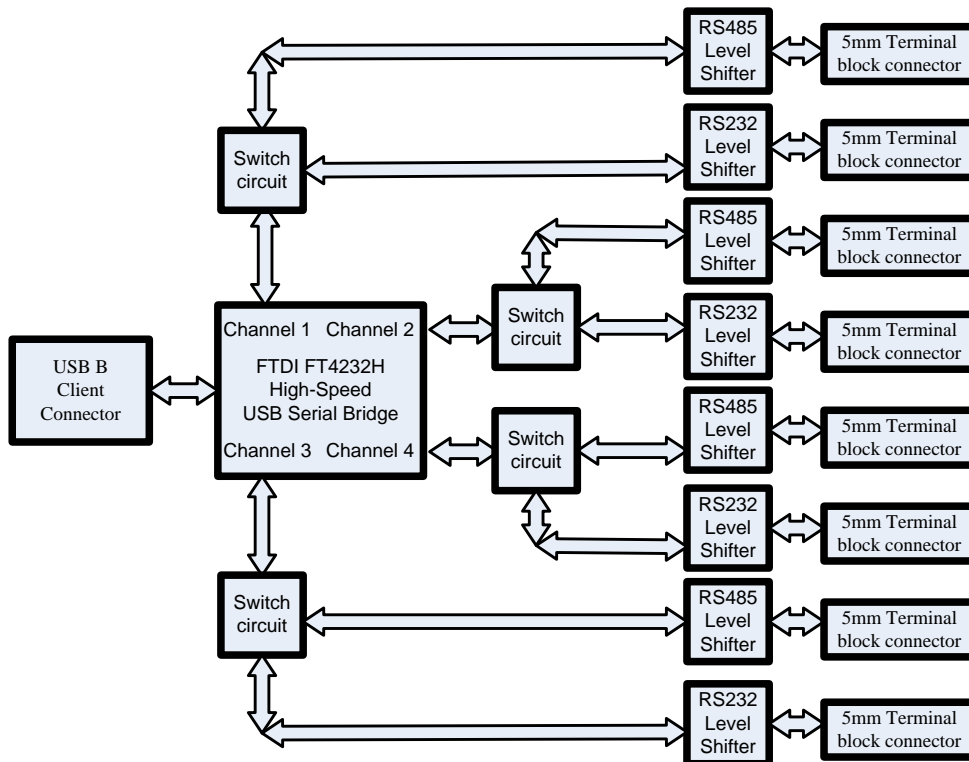 RS485
Level
Shifter
5mm Terminal
block connector
RS232
Level
Shifter
5mm Terminal
block connector
Switch
circuit
RS485
Level
Shifter
5mm Terminal
block connector
Switch
circuit
RS232
Level
Shifter
5mm Terminal
block connector
USB B
Client
Connector
Channel 1 Channel 2
FTDI FT4232H
High-Speed
USB Serial Bridge
Channel 3 Channel 4
Switch
circuit
RS485
Level
Shifter
5mm Terminal
block connector
RS232
Level
Shifter
5mm Terminal
block connector
Switch
circuit
RS485
Level
Shifter
5mm Terminal
block connector
RS232
Level
Shifter
5mm Terminal
block connector